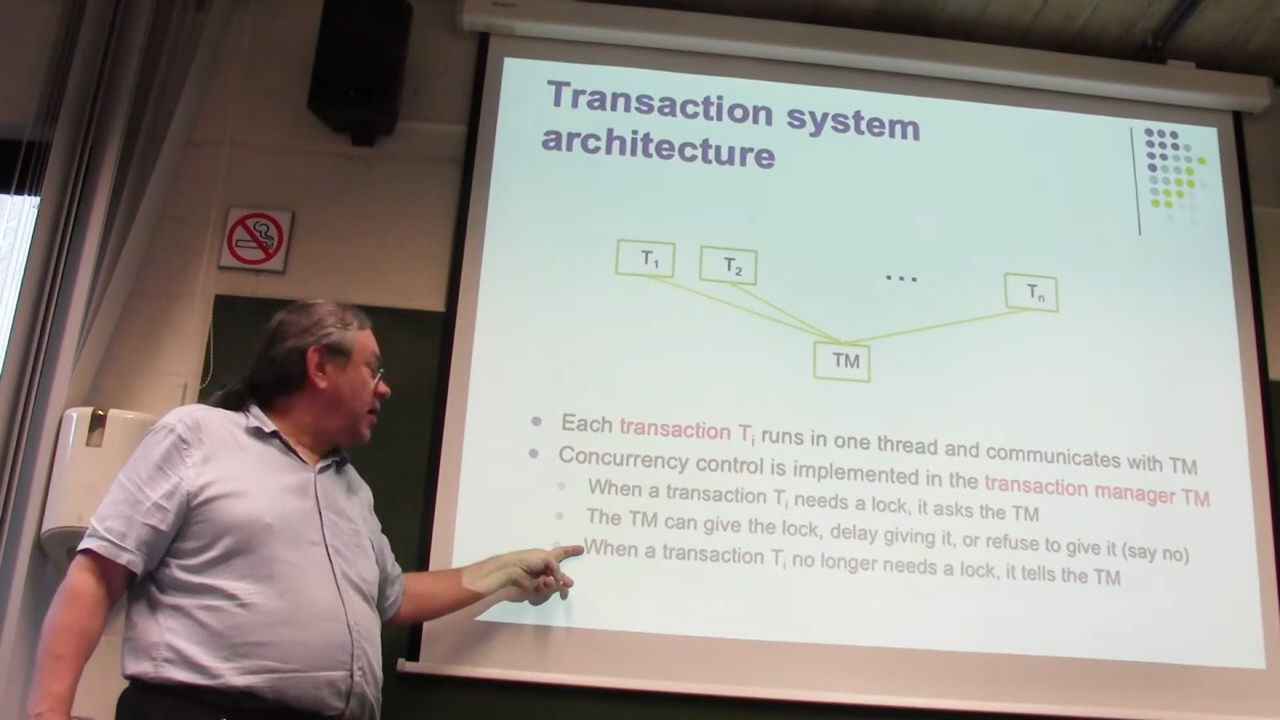 Transaction system
architecture
T1 T2 ... Tn
TM
Each transaction Ti runs in one thread and communicates with TM
Concurrency control is implemented in the transaction manager TM
When a transaction Ti needs a lock, it asks the TM
The TM can give the lock, delay giving it, or refuse to give it (say no)
When a transaction Ti no longer needs a lock, it tells the TM